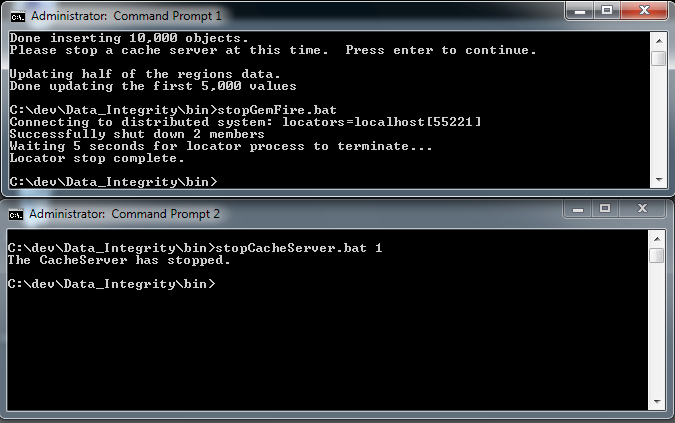 Administrator: Command Prompt 1
Done inserting 10,000 objects.
Please stop a cache server at this time.  Press enter to continue.
Updating half of the regions data.
Done updating the first 5,000 values
C:\dev\Data_Integrity\bin>stopGemFire.bat
Connecting to distributed system: locators=localhost[55221]
Successfully shut down 2 members
Waiting 5 seconds for locator process to terminate...
Locator stop complete.
C:\dev\Data_Integrity\bin>
Administrator: Command Prompt 2
C:\dev\Data_Integrity\bin>stopCacheServer.bat 1
The CacheServer has stopped.
C:\dev\Data_Integrity\bin>